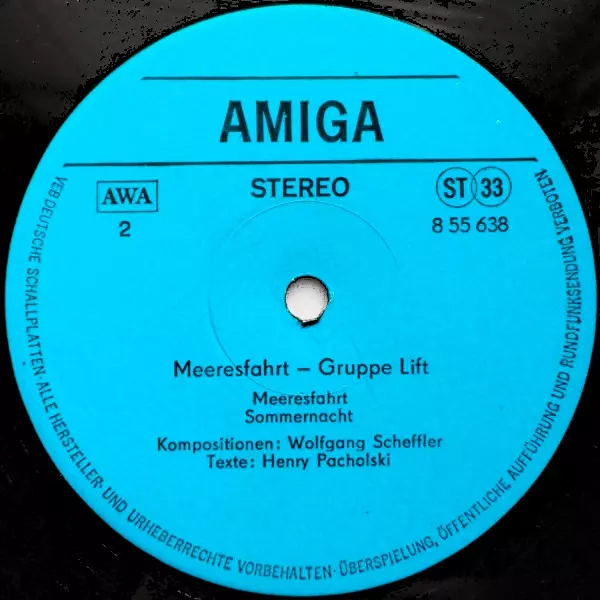 AMIGA
AWA
STEREO
ST 33
2
8 55 638
Meeresfahrt – Gruppe Lift
Meeresfahrt
Sommernacht
Kompositionen: Wolfgang Scheffler
Texte: Henry Pacholski
VEB DEUTSCHE SCHALLPLATTEN · ALLE HERSTELLER- UND URHEBERRECHTE VORBEHALTEN · ÜBERSPIELUNG, ÖFFENTLICHE AUFFÜHRUNG UND RUNDFUNKSENDUNG VERBOTEN